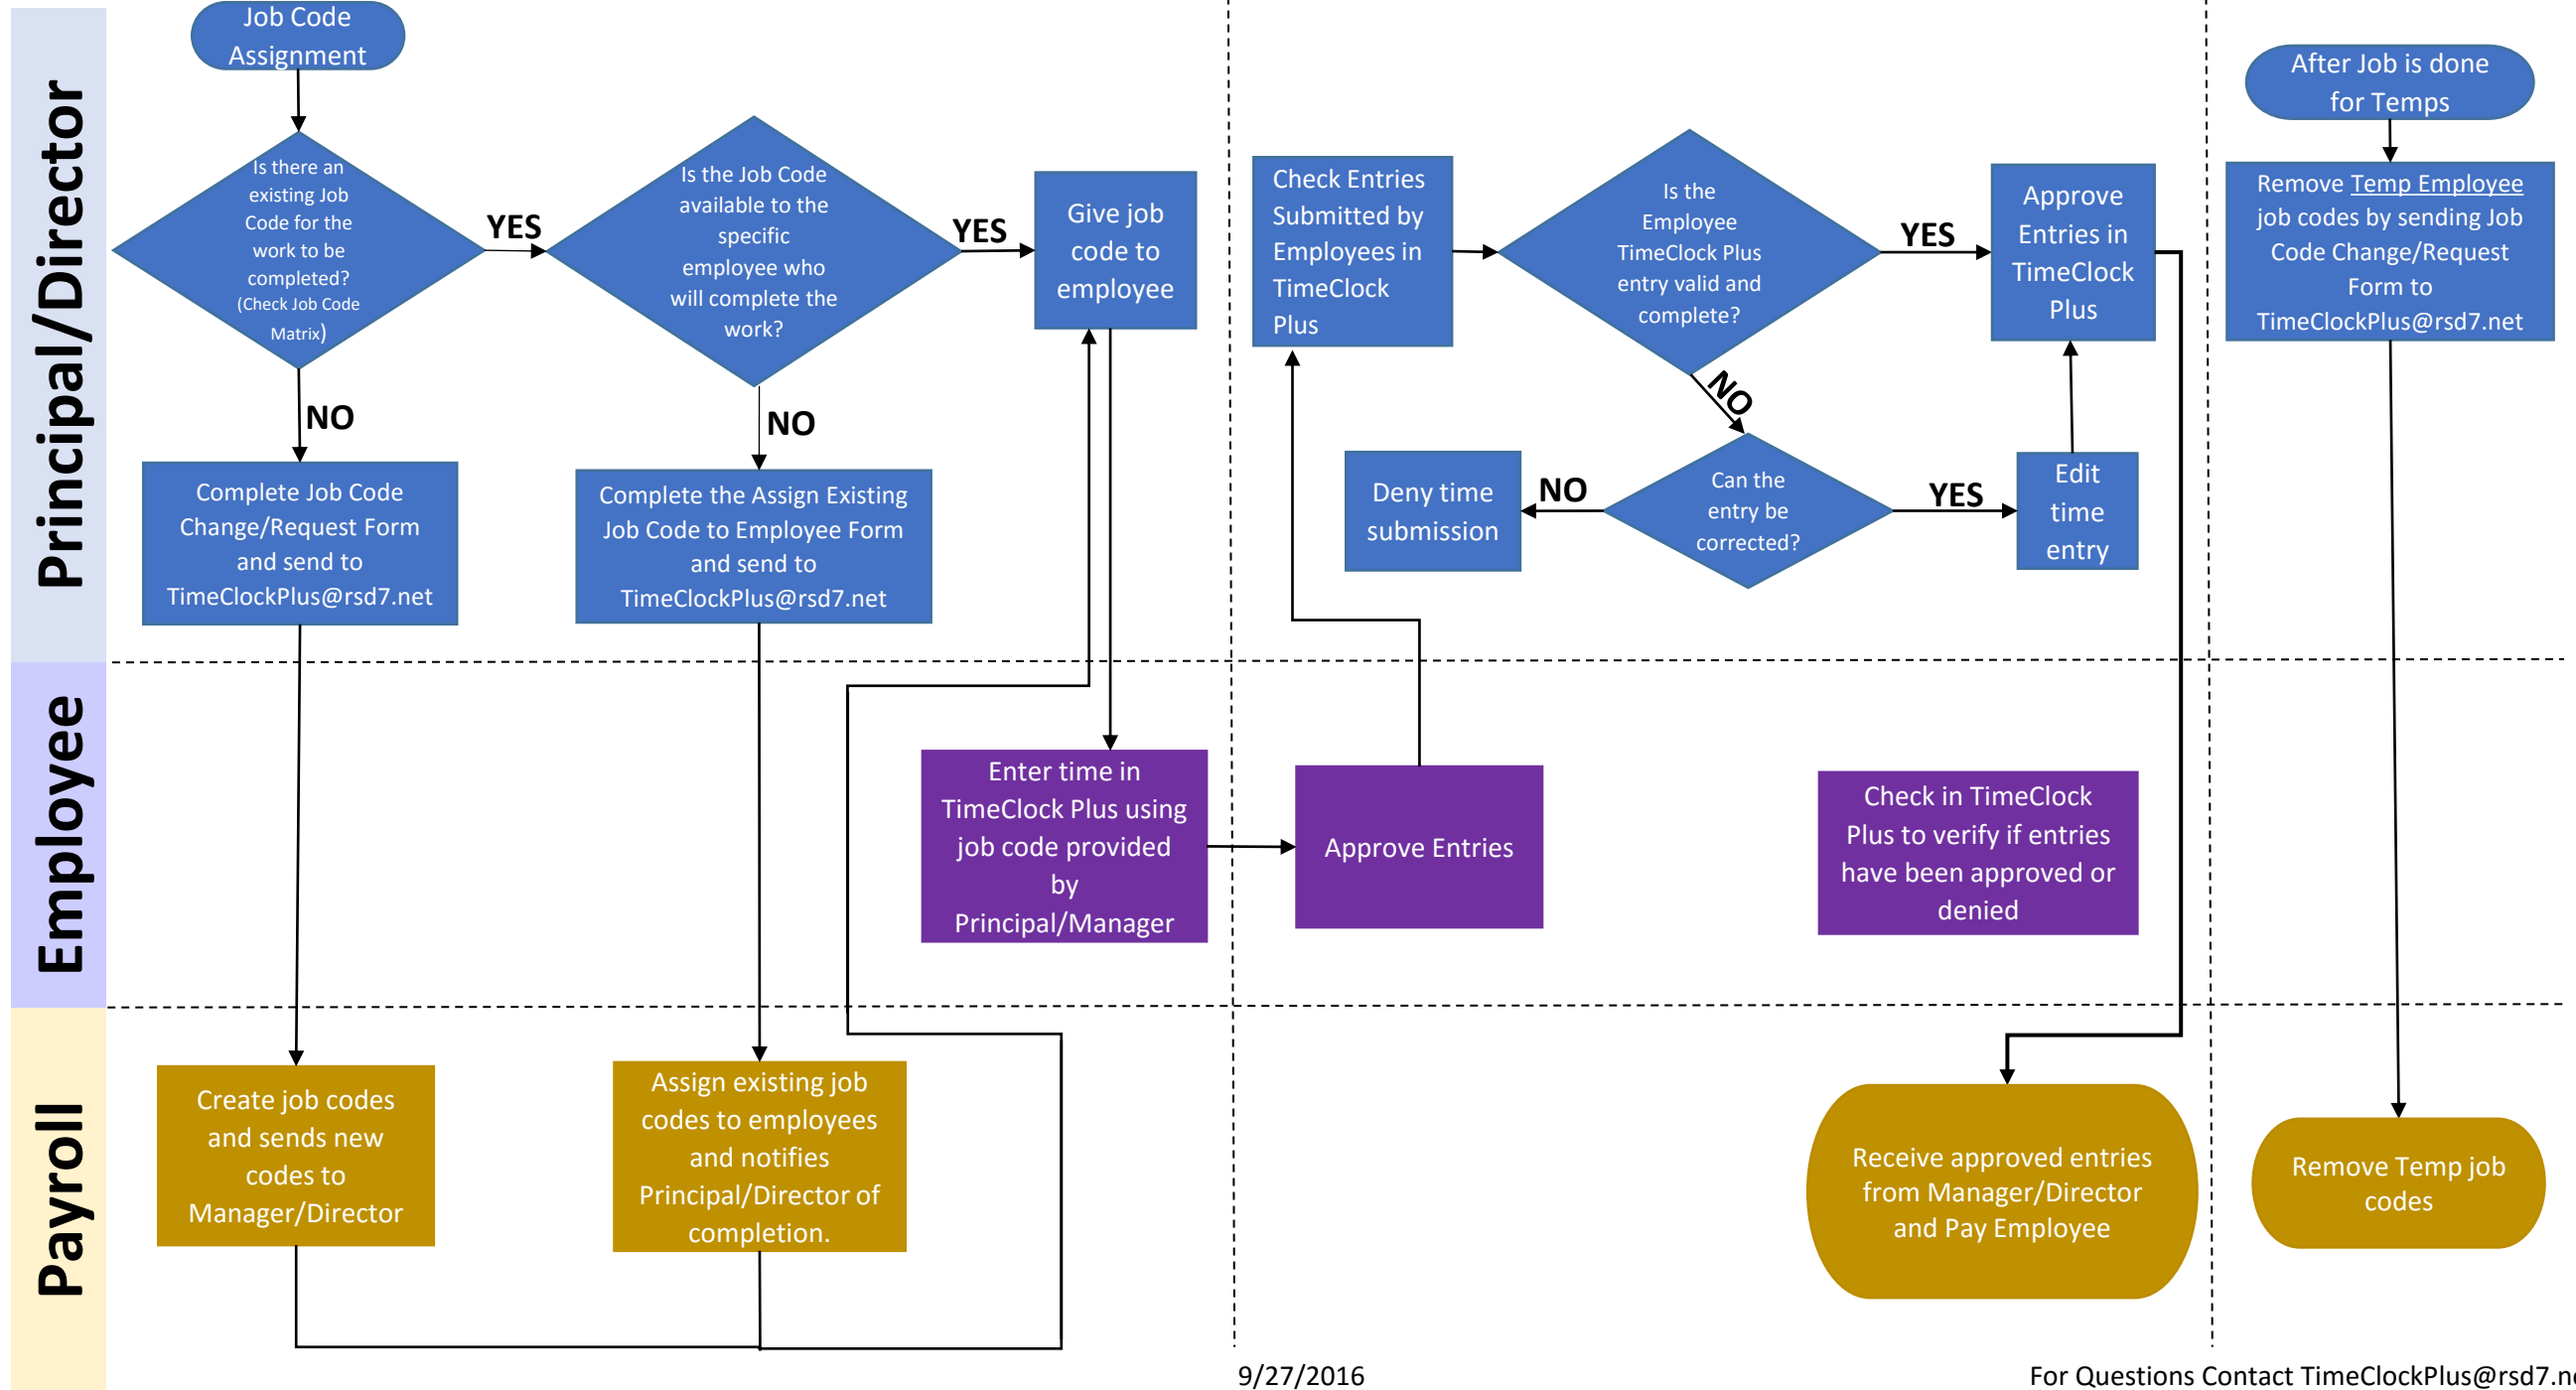 Principal/Director
Job Code
Assignment
Is there an
existing Job
Code for the
work to be
completed?
(Check Job Code
Matrix)
YES
NO
Is the Job Code
available to the
specific
employee who
will complete the
work?
YES
NO
Give job
code to
employee
Complete Job Code
Change/Request Form
and send to
TimeClockPlus@rsd7.net
Complete the Assign Existing
Job Code to Employee Form
and send to
TimeClockPlus@rsd7.net
Check Entries
Submitted by
Employees in
TimeClock
Plus
Is the
Employee
TimeClock Plus
entry valid and
complete?
YES
NO
Approve
Entries in
TimeClock
Plus
Deny time
submission
NO
Can the
entry be
corrected?
YES
Edit
time
entry
After Job is done
for Temps
Remove Temp Employee
job codes by sending Job
Code Change/Request
Form to
TimeClockPlus@rsd7.net
Employee
Enter time in
TimeClock Plus using
job code provided
by
Principal/Manager
Approve Entries
Check in TimeClock
Plus to verify if entries
have been approved or
denied
Payroll
Create job codes
and sends new
codes to
Manager/Director
Assign existing job
codes to employees
and notifies
Principal/Director of
completion.
Receive approved entries
from Manager/Director
and Pay Employee
Remove Temp job
codes
9/27/2016
For Questions Contact TimeClockPlus@rsd7.ne